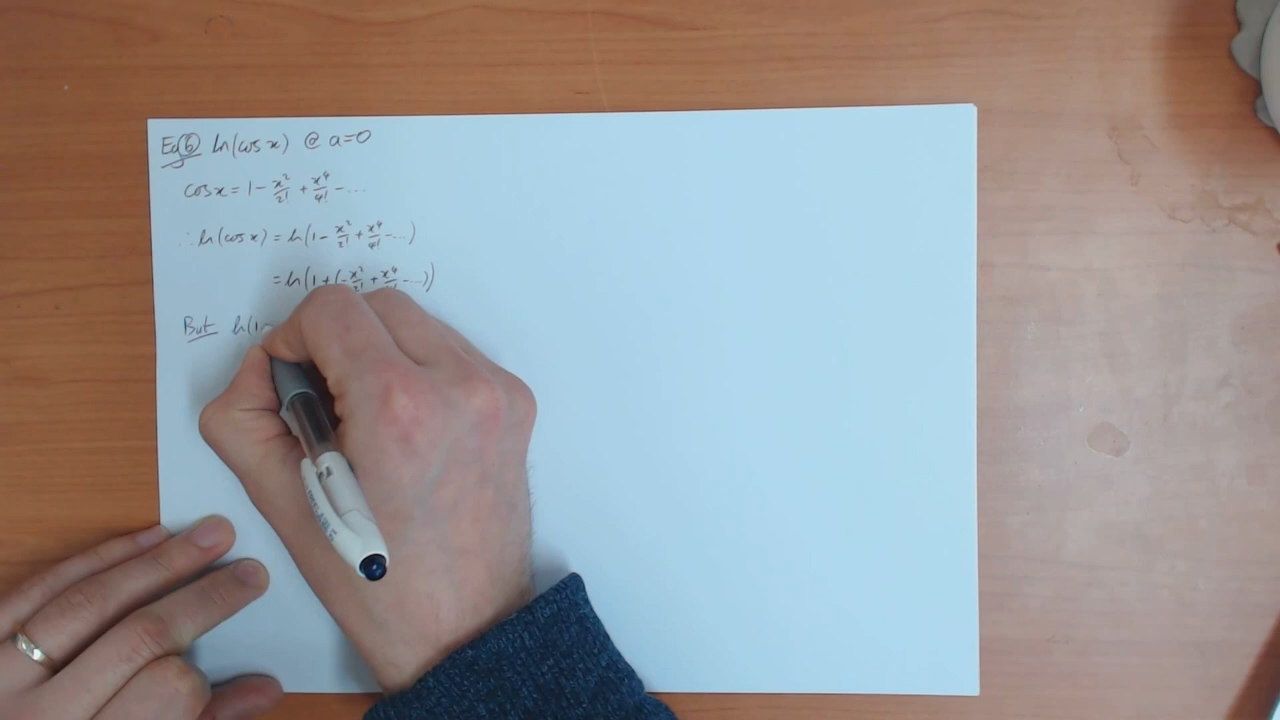 Eg⑥ ln(cos x) @ a=0
cos x = 1 - x²/2! + x⁴/4! - ...
∴ ln(cos x) = ln(1 - x²/2! + x⁴/4! - ...)
= ln(1 + (-x²/2! + x⁴/4! - ...))
But ln(1